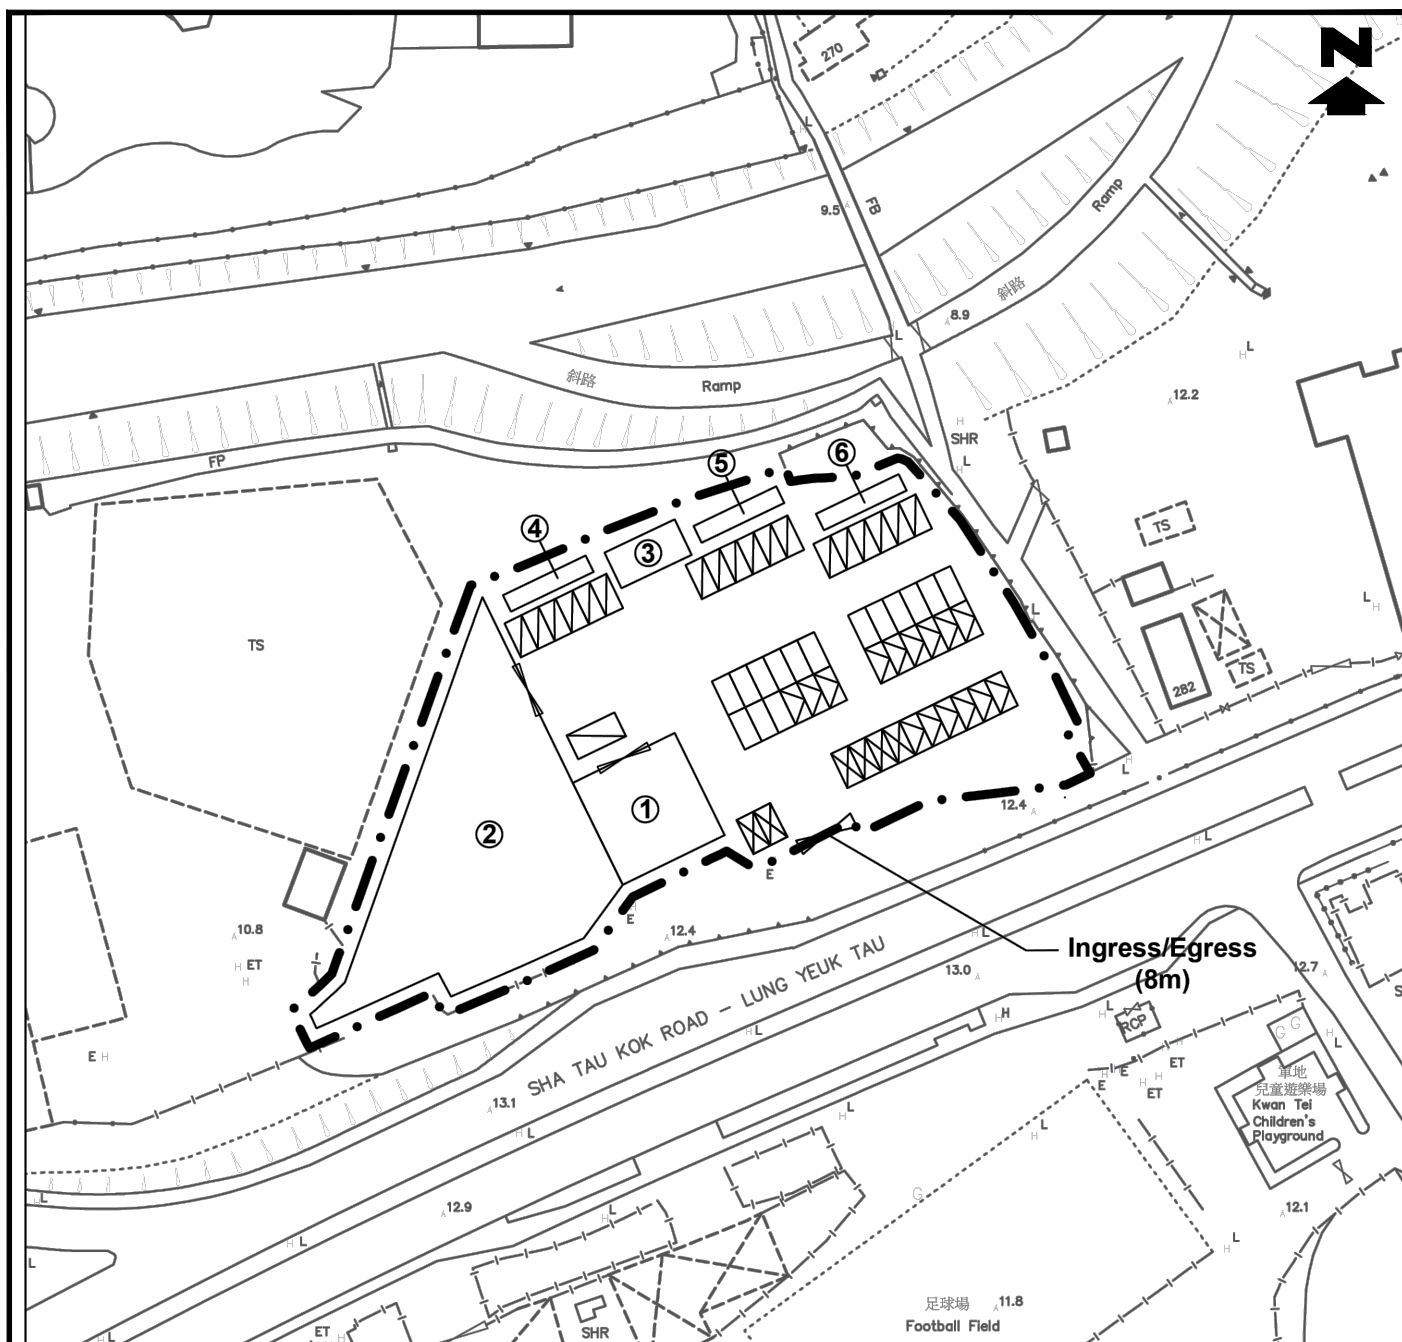 N
270
L
FB
9.5
Ramp
斜路
8.9
L
L
斜路
Ramp
12.2
SHR
L
FP
⑥
⑤
④
③
TS
TS
L
L
TS
282
TS
①
②
L
12.4
E
E
12.4
L
L
10.8
ET
Ingress/Egress
(8m)
13.0
12.7
SHA TAU KOK ROAD - LUNG YEUK TAU
L
H
L
RCP
G
G
L
E H
E
E
ET
ET
軍地
兒童遊樂場
Kwan Tei
Children's
Playground
13.1
L
L
L
G
L
12.9
L
L
12.1
L
L
足球場
11.8
Football Field
ET
SHR
L
S